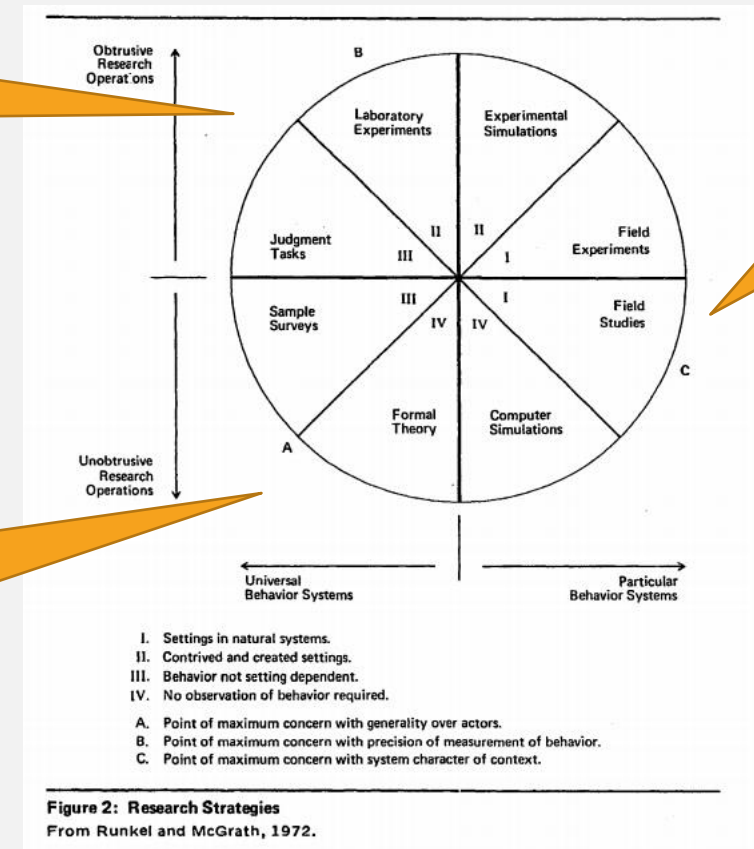 Obtrusive
Research
Operations
B
Laboratory
Experiments
Experimental
Simulations
II
II
Judgment
Tasks
III
I
Field
Experiments
Sample
Surveys
III
I
Field
Studies
IV
IV
C
Formal
Theory
Computer
Simulations
A
Unobtrusive
Research
Operations
Universal
Behavior Systems
Particular
Behavior Systems
I. Settings in natural systems.
II. Contrived and created settings.
III. Behavior not setting dependent.
IV. No observation of behavior required.
A. Point of maximum concern with generality over actors.
B. Point of maximum concern with precision of measurement of behavior.
C. Point of maximum concern with system character of context.
Figure 2: Research Strategies
From Runkel and McGrath, 1972.